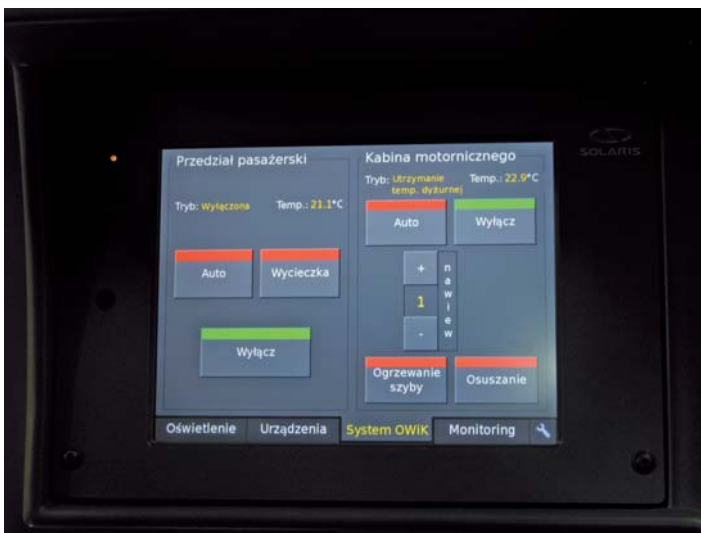 SOLARIS
Przedział pasażerski
Tryb: Wyłączona Temp.: 21.1°C
Auto
Wycieczka
Wyłącz
Kabina motorniczego
Tryb: Utrzymanie Temp.: 22.9°C
temp. dyżurnej
Auto
Wyłącz
+
1
-
nawiew
Ogrzewanie
szyby
Osuszanie
Oświetlenie Urządzenia System OWiK Monitoring